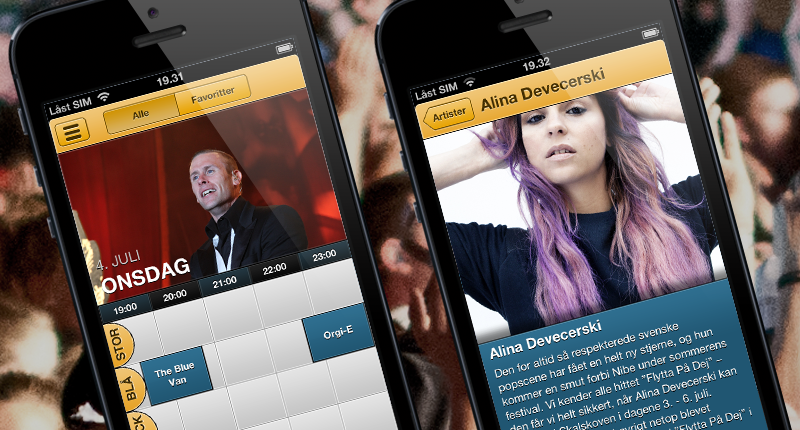 Låst SIM
19.31
Alle
Favoritter
4. JULI
ONSDAG
19:00
20:00
21:00
22:00
23:00
STOR
BLÅ
The Blue
Van
Orgi-E
Låst SIM
19.32
Artister
Alina Devecerski
Alina Devecerski
Den for altid så respekterede svenske
popscene har fået en helt ny stjerne, og hun
kommer en smut forbi Nibe under sommerens
festival. Vi kender alle hittet "Flytta På Dej" –
den får vi helt sikkert, når Alina Devecerski kan
Skalskoven i dagene 3. - 6. juli.
øvrigt netop blevet
"Flytta På Dej" i